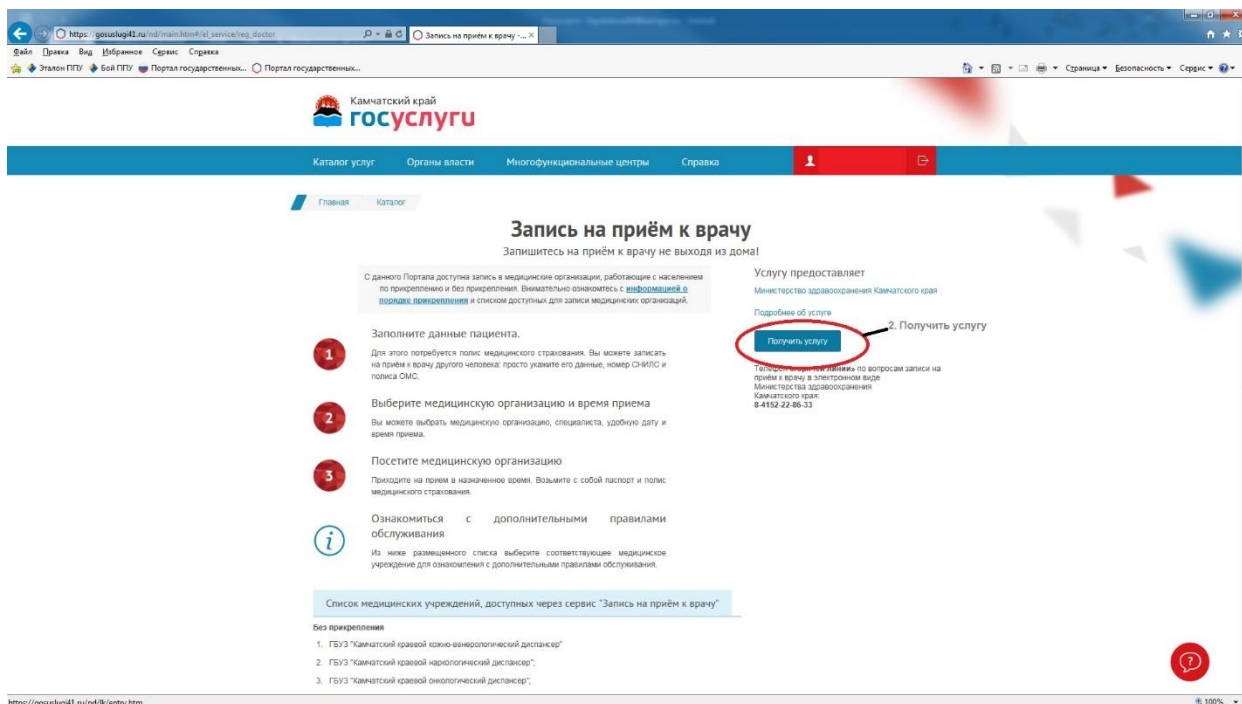 https://gosuslugi41.ru/nd/main.htm#/el_service/reg_doctor
Запись на приём к врачу -... ×
Файл Правка Вид Избранное Сервис Справка
Эталон ППУ Бой ППУ Портал государственных... Портал государственных...
Страница Безопасность Сервис
Камчатский край
госуслуги
Каталог услуг Органы власти Многофункциональные центры Справка
Главная Каталог
Запись на приём к врачу
Запишитесь на приём к врачу не выходя из дома!
С данного Портала доступна запись в медицинские организации, работающие с населением
по прикреплению и без прикрепления. Внимательно ознакомтесь с информацией о
порядке прикрепления и списком доступных для записи медицинских организаций.
Услугу предоставляет
Министерство здравоохранения Камчатского края
Подробнее об услуге
2. Получить услугу
Получить услугу
Телефон линии» по вопросам записи на
приём к врачу в электронном виде
Министерства здравоохранения
Камчатского края:
8-4152-22-86-33
1
Заполните данные пациента.
Для этого потребуется полис медицинского страхования. Вы можете записать
на приём к врачу другого человека: просто укажите его данные, номер СНИЛС и
полиса ОМС.
2
Выберите медицинскую организацию и время приема
Вы можете выбрать медицинскую организацию, специалиста, удобную дату и
время приема.
3
Посетите медицинскую организацию
Приходите на прием в назначенное время. Возьмите с собой паспорт и полис
медицинского страхования.
i
Ознакомиться с дополнительными правилами
обслуживания
Из ниже размещенного списка выберите соответствующее медицинское
учреждение для ознакомления с дополнительными правилами обслуживания.
Список медицинских учреждений, доступных через сервис "Запись на приём к врачу"
Без прикрепления
1. ГБУЗ "Камчатский краевой кожно-венерологический диспансер"
2. ГБУЗ "Камчатский краевой наркологический диспансер";
3. ГБУЗ "Камчатский краевой онкологический диспансер";
?
https://gosuslugi41.ru/pd/lk/entry.htm
100%